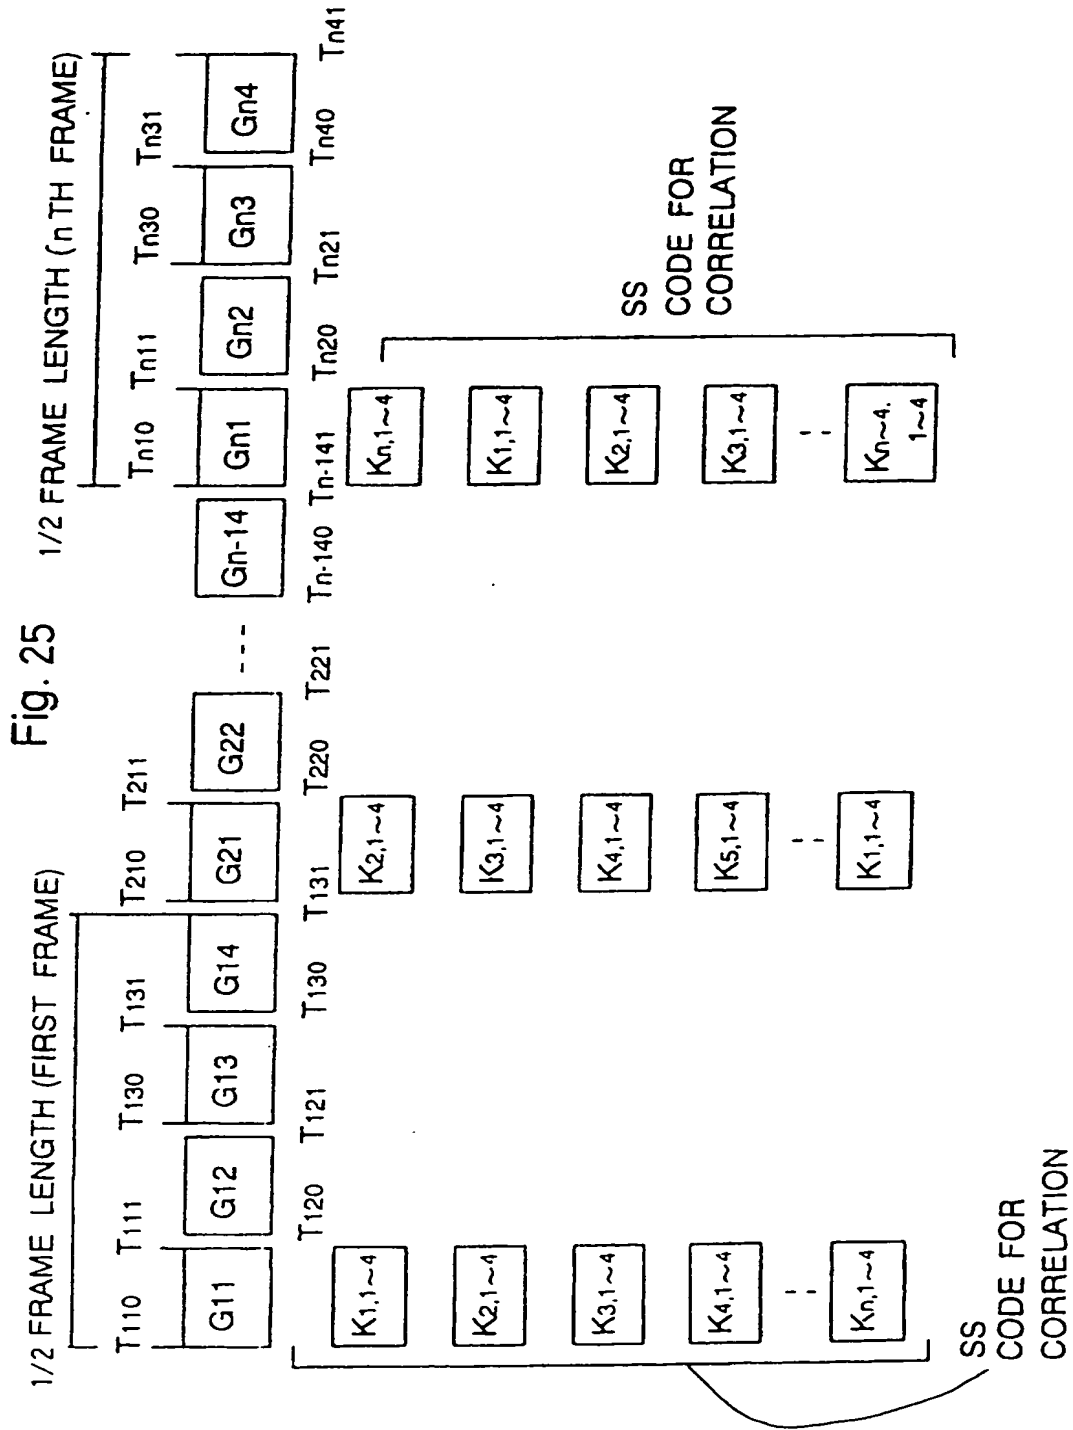 Fig. 25
1/2 FRAME LENGTH (FIRST FRAME)
1/2 FRAME LENGTH (n TH FRAME)
T110 T111 T130 T131 T210 T211 Tn10 Tn11 Tn30 Tn31
G11 G12 G13 G14 G21 G22 --- Gn-14 Gn1 Gn2 Gn3 Gn4
T120 T121 T130 T131 T220 T221 Tn-140 Tn-141 Tn20 Tn21 Tn40 Tn41
K1,1~4 K2,1~4 Kn,1~4
K2,1~4 K3,1~4 K1,1~4
K3,1~4 K4,1~4 K2,1~4
K4,1~4 K5,1~4 K3,1~4
-- -- --
Kn,1~4 K1,1~4 Kn~4.
1~4
SS
CODE FOR
CORRELATION
SS
CODE FOR
CORRELATION